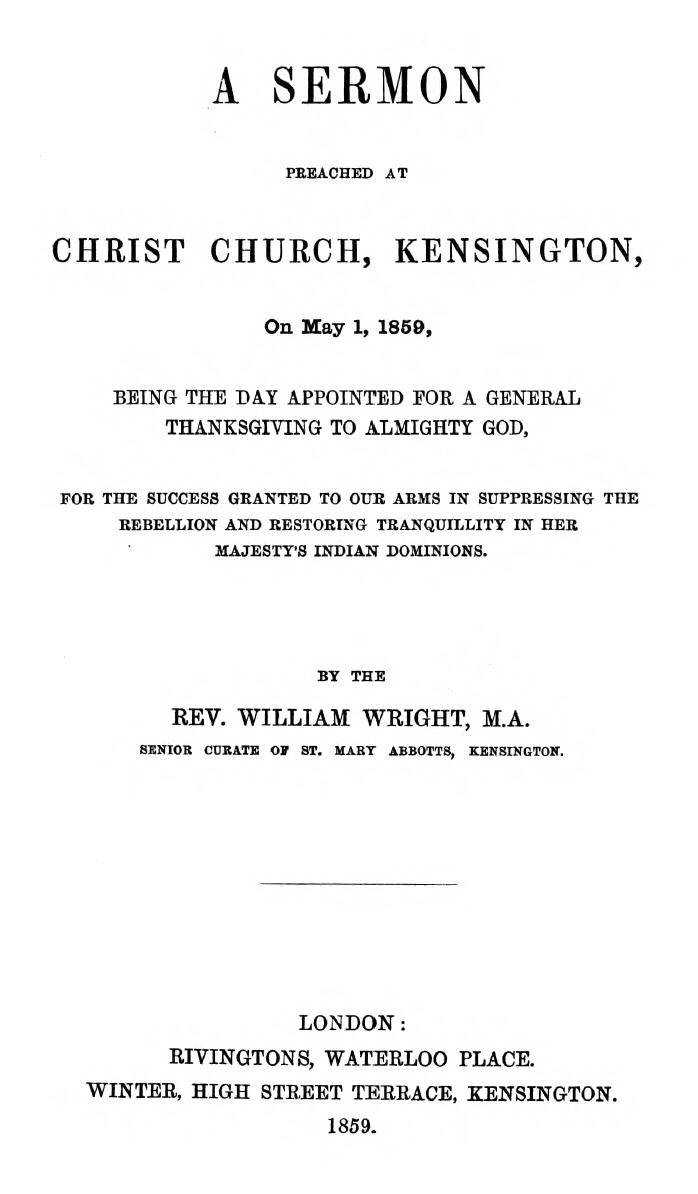 A SERMON
PREACHED AT
CHRIST CHURCH, KENSINGTON,
On May 1, 1859,
BEING THE DAY APPOINTED FOR A GENERAL
THANKSGIVING TO ALMIGHTY GOD,
FOR THE SUCCESS GRANTED TO OUR ARMS IN SUPPRESSING THE
REBELLION AND RESTORING TRANQUILLITY IN HER
MAJESTY'S INDIAN DOMINIONS.
BY THE
REV. WILLIAM WRIGHT, M.A.
SENIOR CURATE OF ST. MARY ABBOTTS, KENSINGTON.
LONDON:
RIVINGTONS, WATERLOO PLACE.
WINTER, HIGH STREET TERRACE, KENSINGTON.
1859.